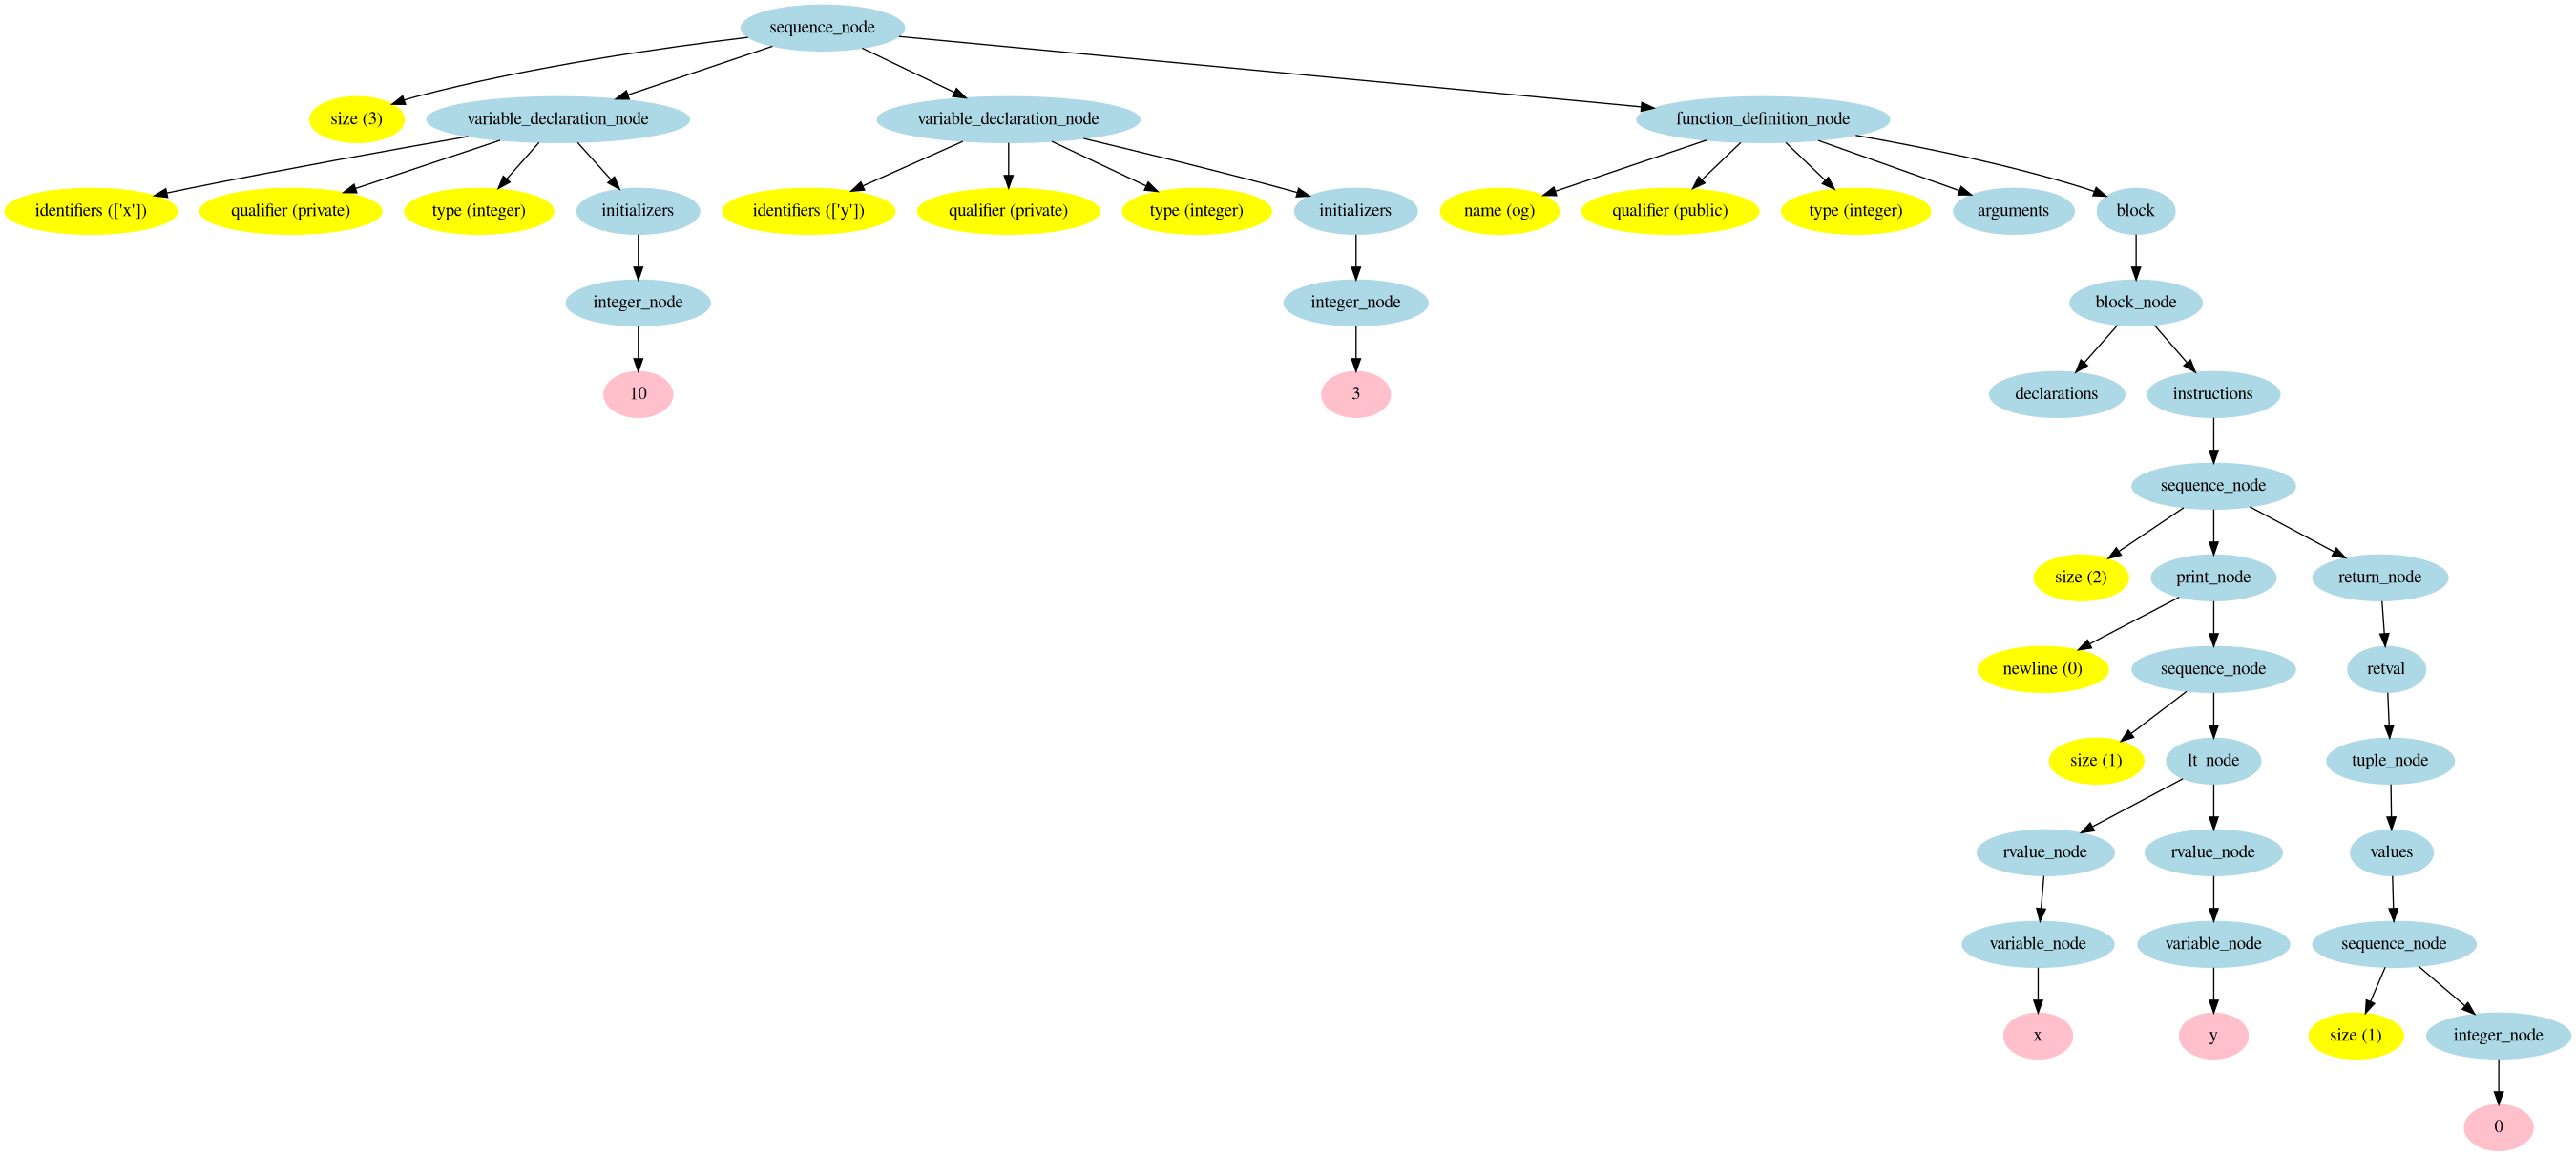 sequence_node
size (3)
variable_declaration_node
variable_declaration_node
function_definition_node
identifiers (['x'])
qualifier (private)
type (integer)
initializers
identifiers (['y'])
qualifier (private)
type (integer)
initializers
name (og)
qualifier (public)
type (integer)
arguments
block
integer_node
integer_node
block_node
10
3
declarations
instructions
sequence_node
size (2)
print_node
return_node
newline (0)
sequence_node
retval
size (1)
lt_node
tuple_node
rvalue_node
rvalue_node
values
variable_node
variable_node
sequence_node
x
y
size (1)
integer_node
0